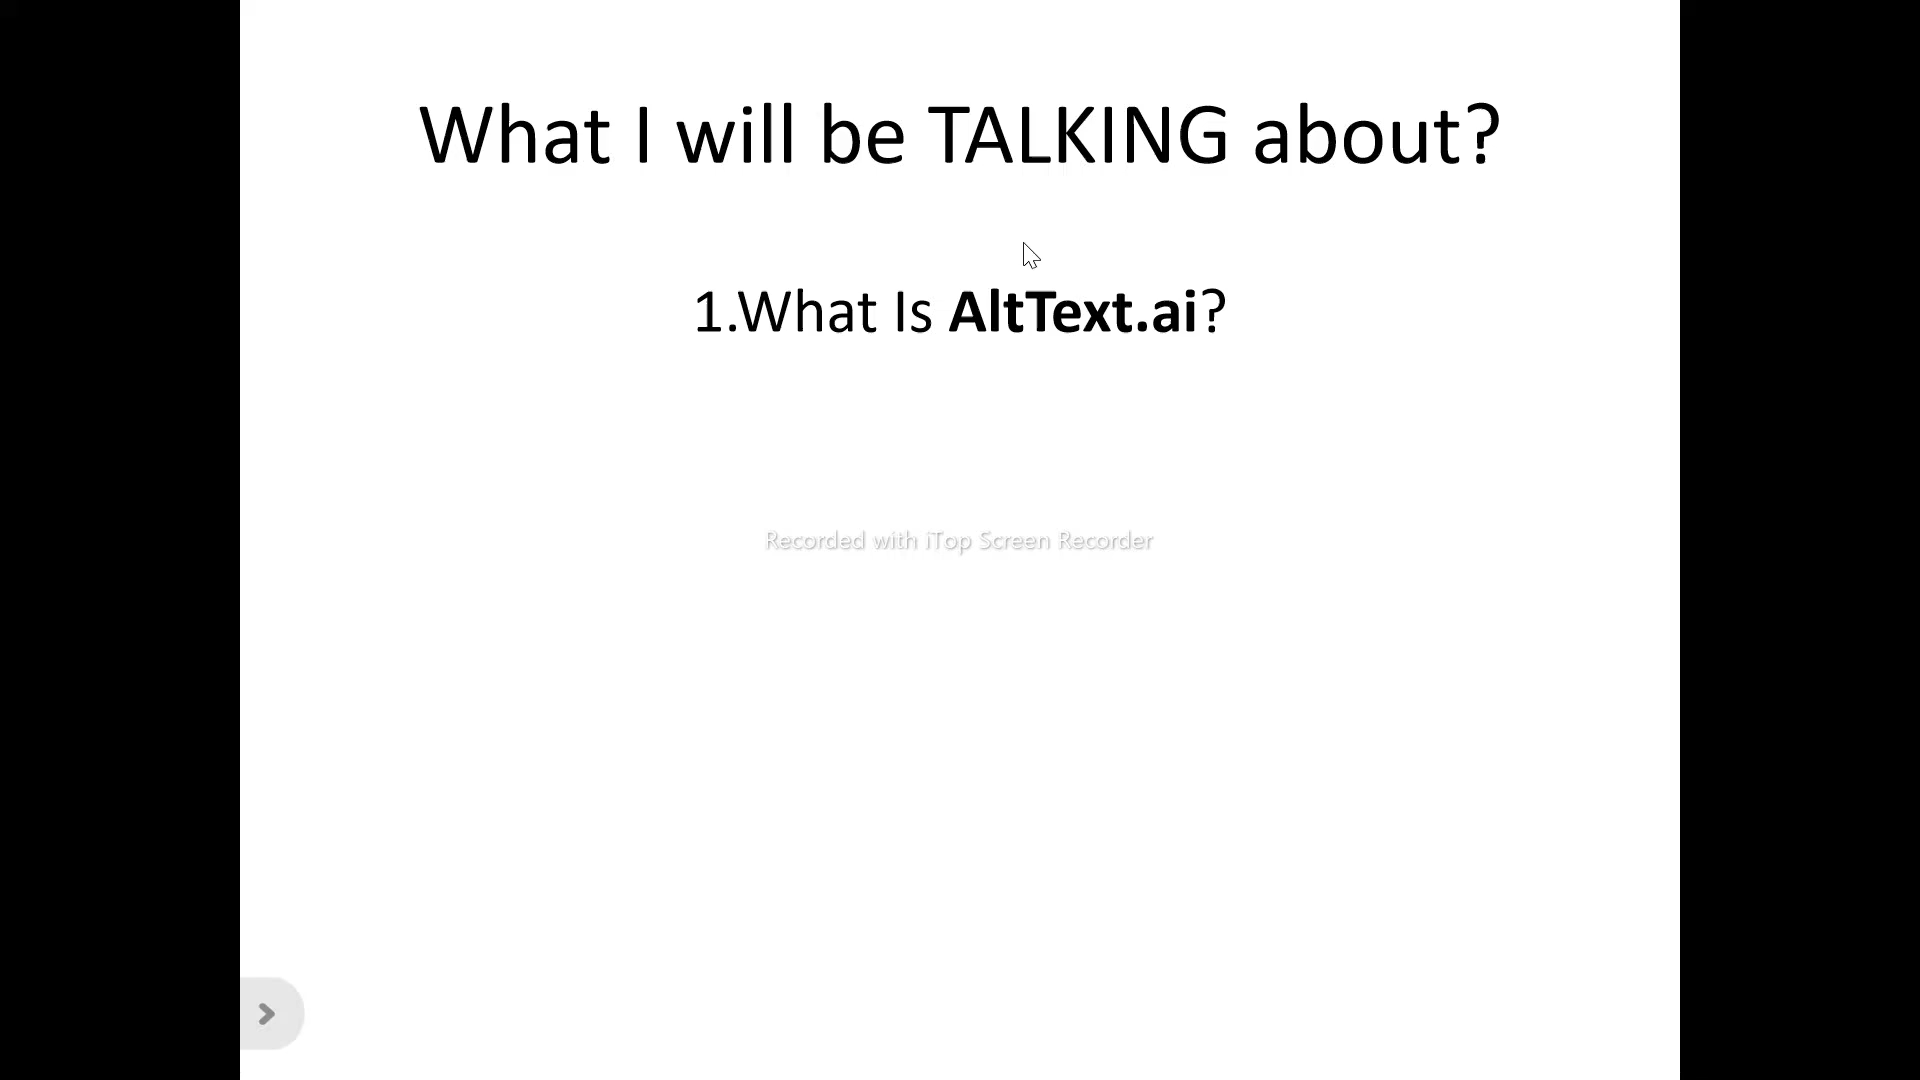 What I will be TALKING about?
1.What Is AltText.ai?
Recorded with iTop Screen Recorder